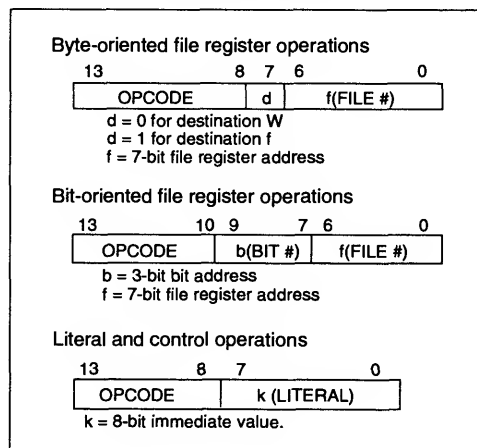 Byte-oriented file register operations
13 8 7 6 0
OPCODE d f(FILE #)
d = 0 for destination W
d = 1 for destination f
f = 7-bit file register address
Bit-oriented file register operations
13 10 9 7 6 0
OPCODE b(BIT #) f(FILE #)
b = 3-bit bit address
f = 7-bit file register address
Literal and control operations
13 8 7 0
OPCODE k (LITERAL)
k = 8-bit immediate value.